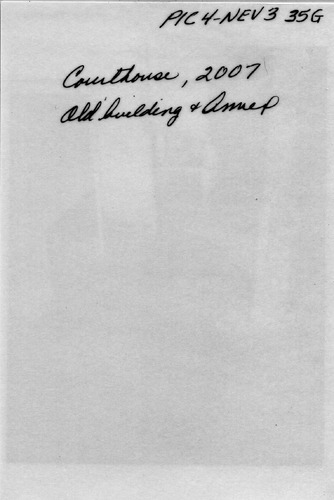 PIC 4-NEV 3 35G
Courthouse, 2007
Old building & Annex